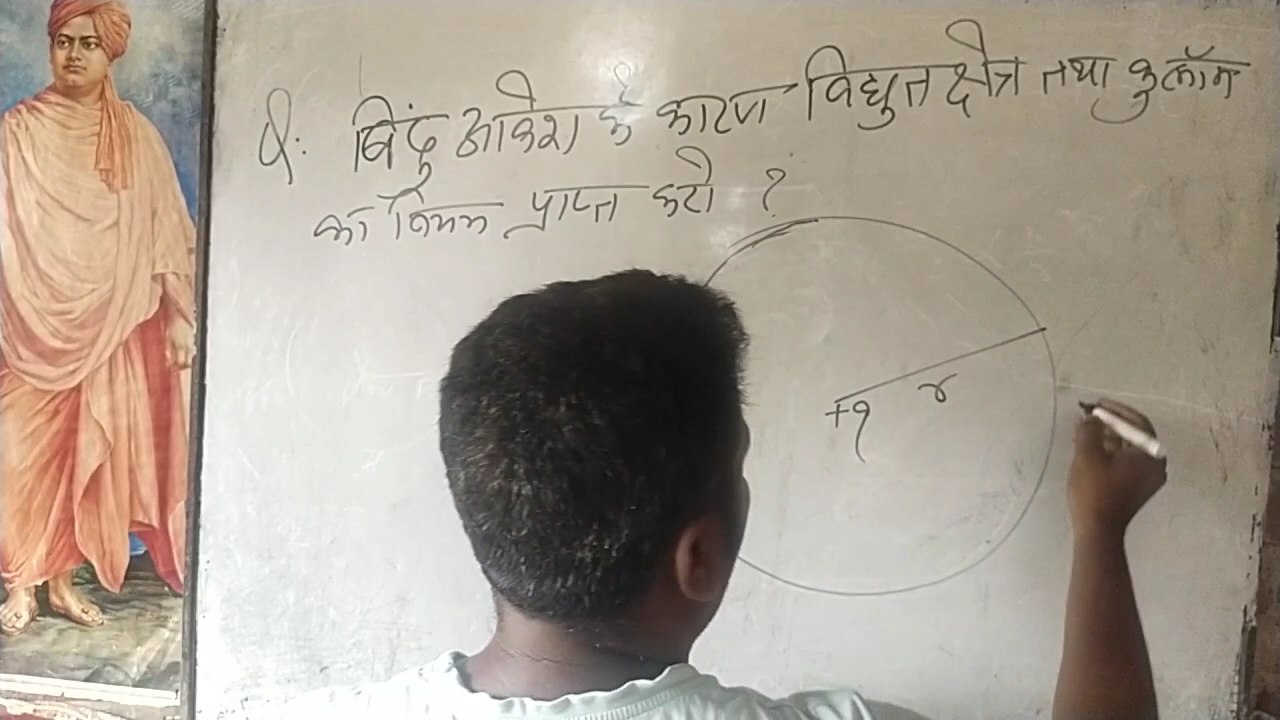 Q. बिंदु आवेश के कारण विद्युत क्षेत्र तथा कुलॉम
का नियम प्राप्त करो ?
r
+q